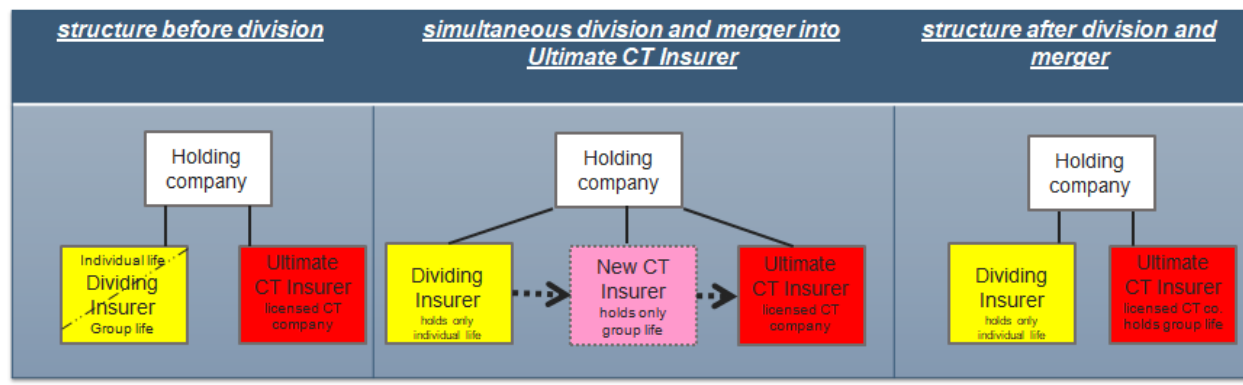 structure before division
simultaneous division and merger into
Ultimate CT Insurer
structure after division and
merger
Holding
company
Individual life
Dividing
Insurer
Group life
Ultimate
CT Insurer
licensed CT
company
Holding
company
Dividing
Insurer
holds only
individual life
New CT
Insurer
holds only
group life
Ultimate
CT Insurer
licensed CT
company
Holding
company
Dividing
Insurer
holds only
individual life
Ultimate
CT Insurer
licensed CT co.
holds group life